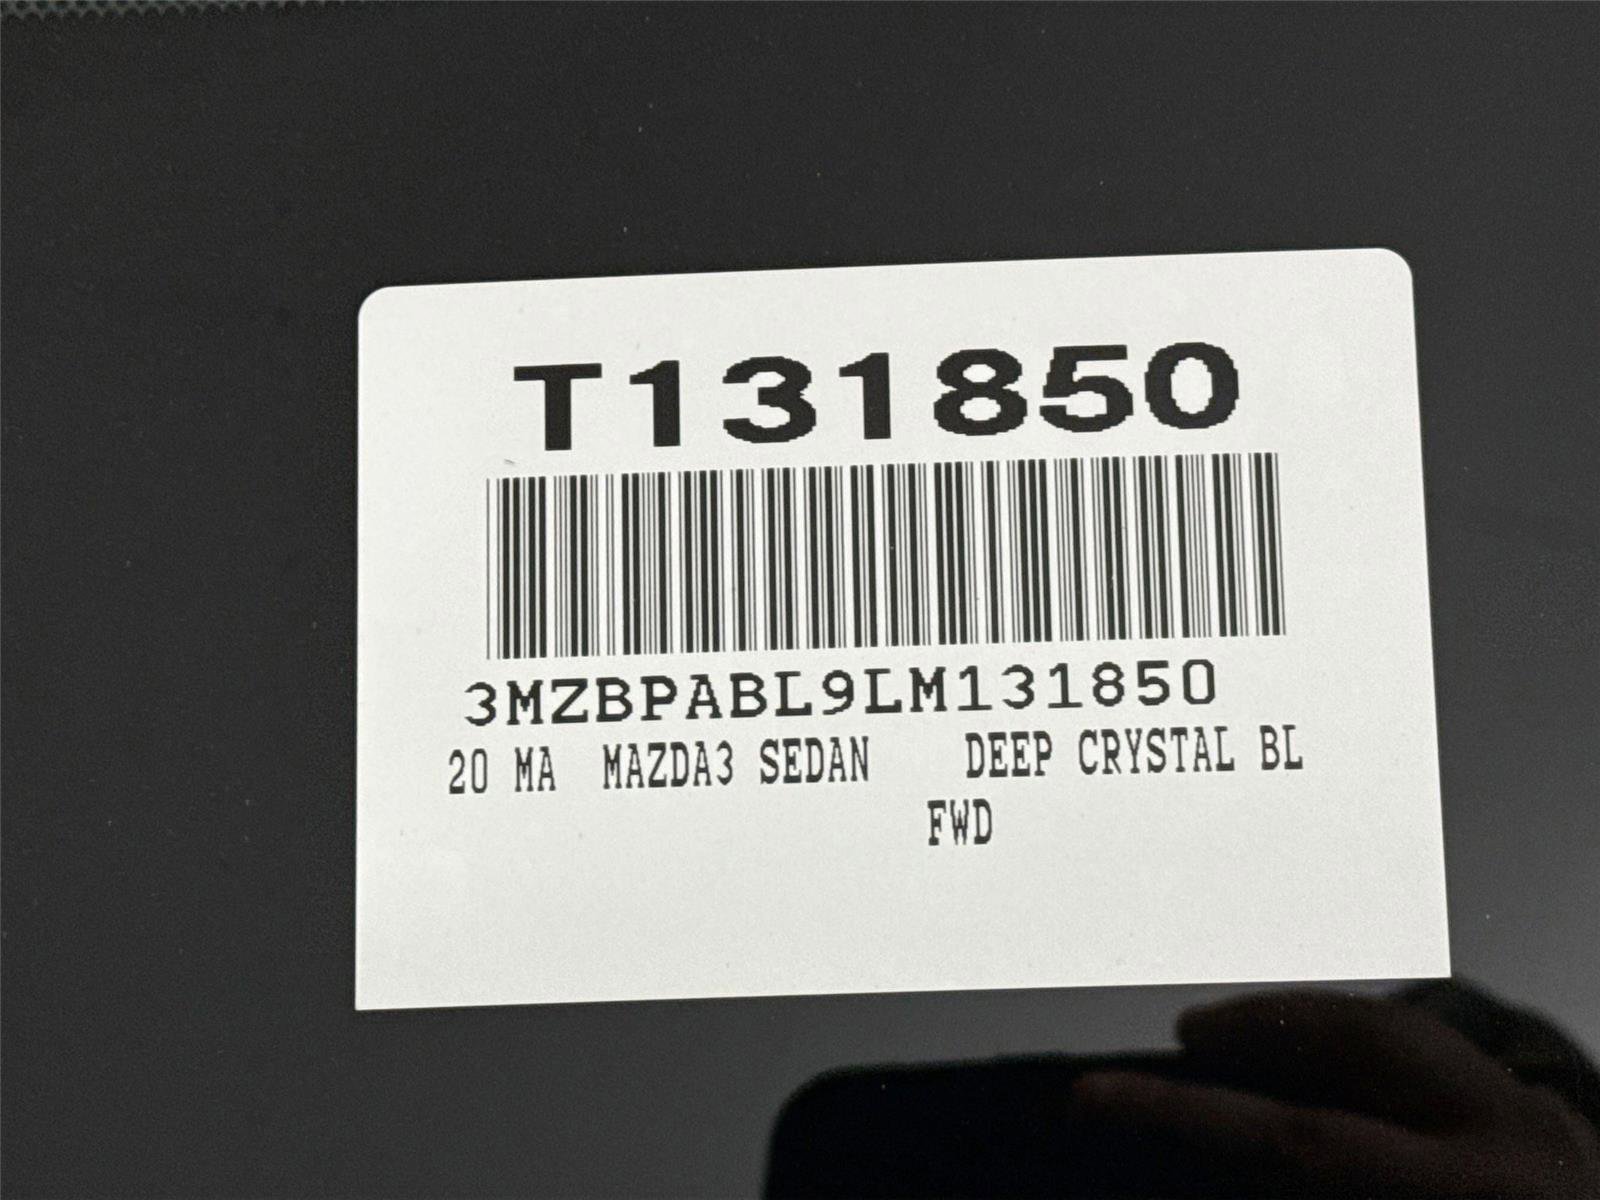 T131850
3MZBPABL9LM131850
20 MA MAZDA3 SEDAN DEEP CRYSTAL BL
FWD